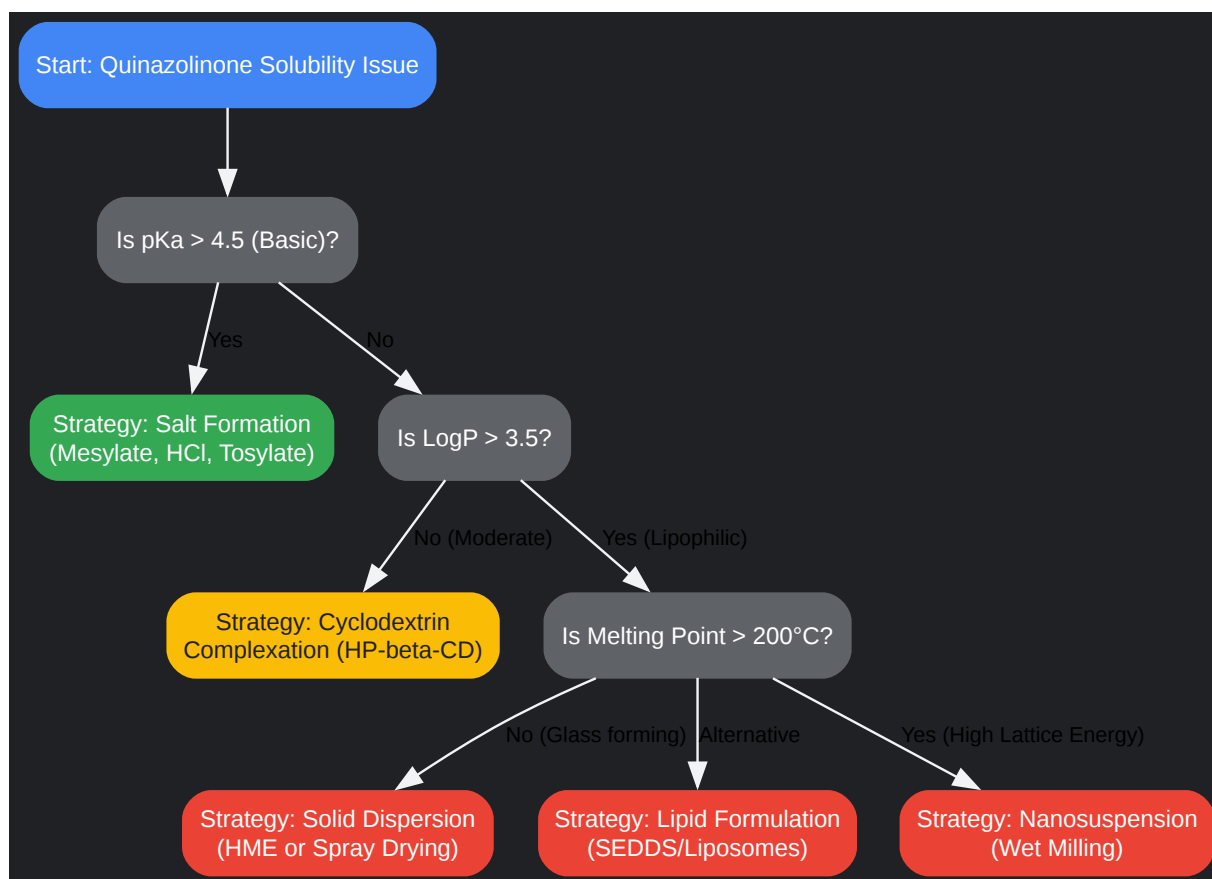 Start: Quinazolinone Solubility Issue
Is pKa > 4.5 (Basic)?
Yes
No
Strategy: Salt Formation
(Mesylate, HCl, Tosylate)
Is LogP > 3.5?
No (Moderate)
Yes (Lipophilic)
Strategy: Cyclodextrin
Complexation (HP-beta-CD)
Is Melting Point > 200°C?
No (Glass forming)
Alternative
Yes (High Lattice Energy)
Strategy: Solid Dispersion
(HME or Spray Drying)
Strategy: Lipid Formulation
(SEDDS/Liposomes)
Strategy: Nanosuspension
(Wet Milling)